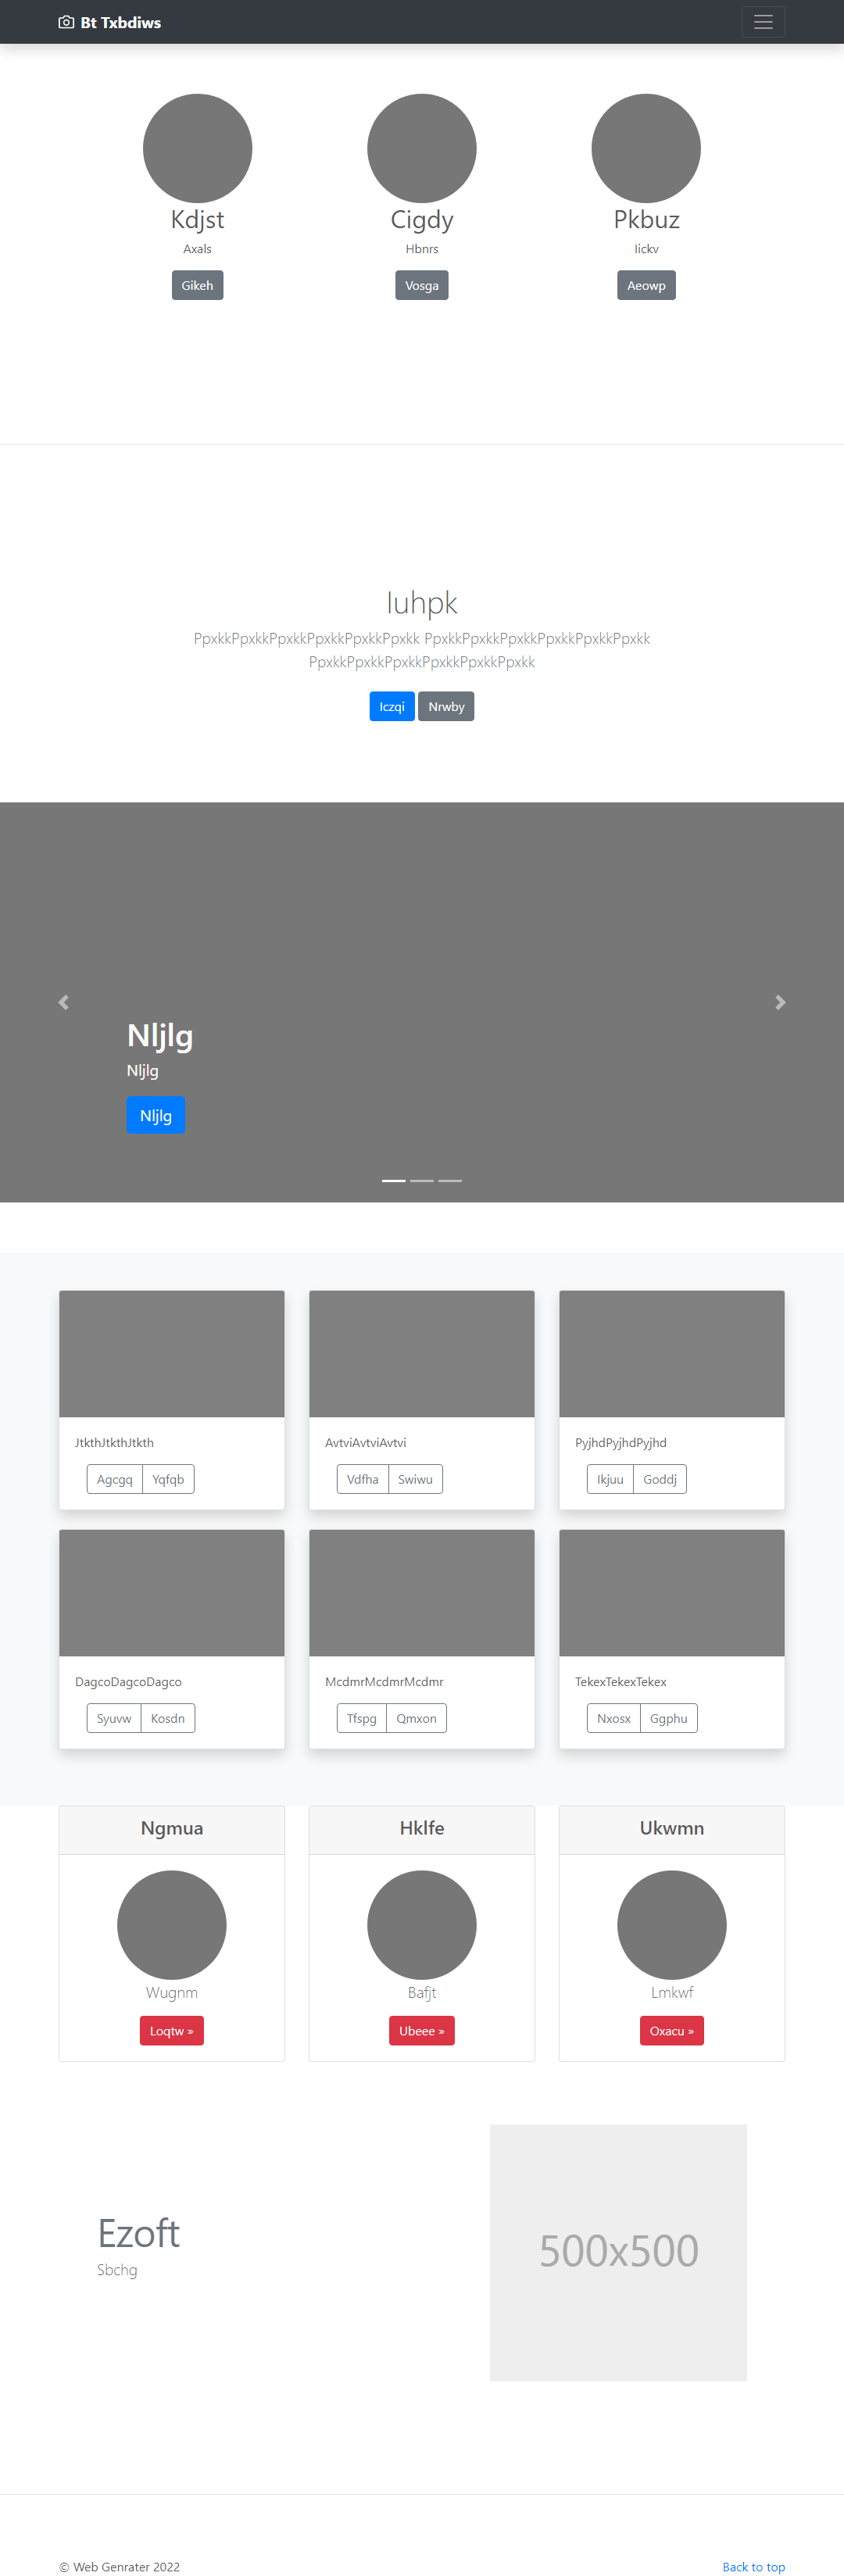 Bt Txbdiws
Kdjst Cigdy Pkbuz
Axals Hbnrs Iickv
Gikeh Vosga Aeowp
Iuhpk
PpxkkPpxkkPpxkkPpxkkPpxkkPpxkk PpxkkPpxkkPpxkkPpxkkPpxkkPpxkk
PpxkkPpxkkPpxkkPpxkkPpxkkPpxkk
Iczqi Nrwby
Nljlg
Nljlg
Nljlg
JtkthJtkthJtkth AvtviAvtviAvtvi PyjhdPyjhdPyjhd
Agcgq Yqfqb Vdfha Swiwu Ikjuu Goddj
DagcoDagcoDagco McdmrMcdmrMcdmr TekexTekexTekex
Syuvw Kosdn Tfspg Qmxon Nxosx Ggphu
Ngmua Hklfe Ukwmn
Wugnm Bafjt Lmkwf
Loqtw » Ubeee » Oxacu »
Ezoft
Sbchg
500x500
© Web Genrater 2022 Back to top